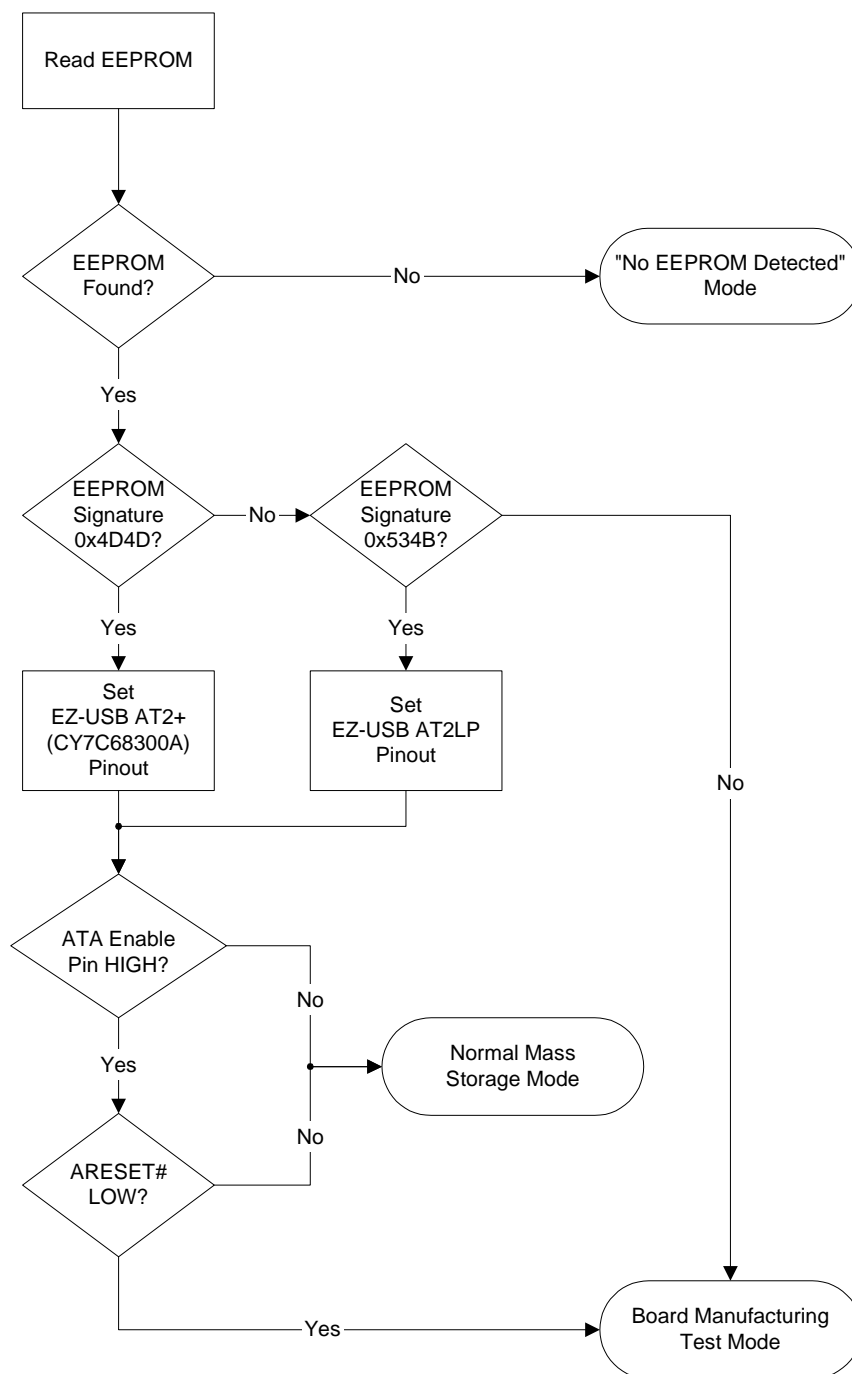 Read EEPROM
EEPROM
Found?
No
"No EEPROM Detected"
Mode
Yes
EEPROM
Signature
0x4D4D?
No
EEPROM
Signature
0x534B?
Yes
Yes
Set
EZ-USB AT2+
(CY7C68300A)
Pinout
Set
EZ-USB AT2LP
Pinout
No
ATA Enable
Pin HIGH?
No
Yes
Normal Mass
Storage Mode
No
ARESET#
LOW?
Yes
Board Manufacturing
Test Mode